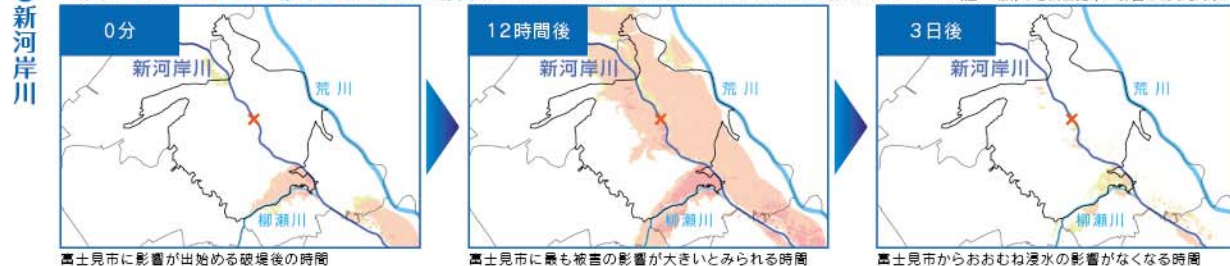 新河岸川
0分
新河岸川
荒川
柳瀬川
富士見市に影響が出始める破堤後の時間
12時間後
新河岸川
荒川
柳瀬川
富士見市に最も被害の影響が大きいとみられる時間
3日後
新河岸川
荒川
柳瀬川
富士見市からおおむね浸水の影響がなくなる時間